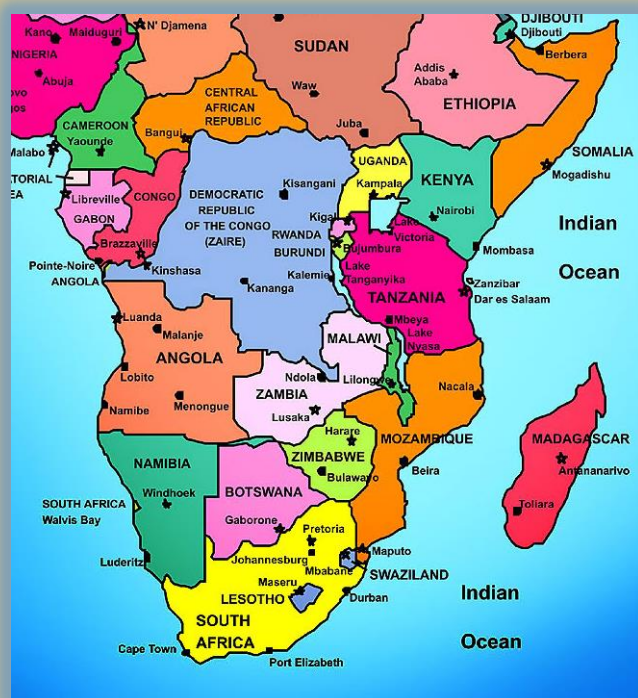 Kano
Maiduguri
N' Djamena
NIGERIA
Abuja
SUDAN
Waw
Juba
DJIBOUTI
Djibouti
Berbera
Addis
Ababa
ETHIOPIA
CENTRAL
AFRICAN
REPUBLIC
Bangui
CAMEROON
Yaounde
Malabo
SOMALIA
Mogadishu
UGANDA
Kampala
KENYA
Nairobi
Mombasa
Indian
Ocean
Libreville
GABON
CONGO
Brazzaville
Pointe-Noire
ANGOLA
Kinshasa
DEMOCRATIC
REPUBLIC
OF THE CONGO
(ZAIRE)
Kisangani
Kananga
Kalemie
Kigali
RWANDA
BURUNDI
Bujumbura
Lake
Victoria
Lake
Tanganyika
TANZANIA
Zanzibar
Dar es Salaam
Mbeya
Lake
Nyasa
Luanda
Malanje
ANGOLA
Lobito
Menongue
Namibe
MALAWI
Lilongwe
Ndola
ZAMBIA
Lusaka
Nacala
Harare
ZIMBABWE
Bulawayo
MOZAMBIQUE
Beira
MADAGASCAR
Antananarivo
Toliara
NAMIBIA
Windhoek
SOUTH AFRICA
Walvis Bay
Luderitz
BOTSWANA
Gaborone
Pretoria
Johannesburg
Mbabane
Maputo
SWAZILAND
Maseru
LESOTHO
Durban
SOUTH
AFRICA
Cape Town
Port Elizabeth
Indian
Ocean